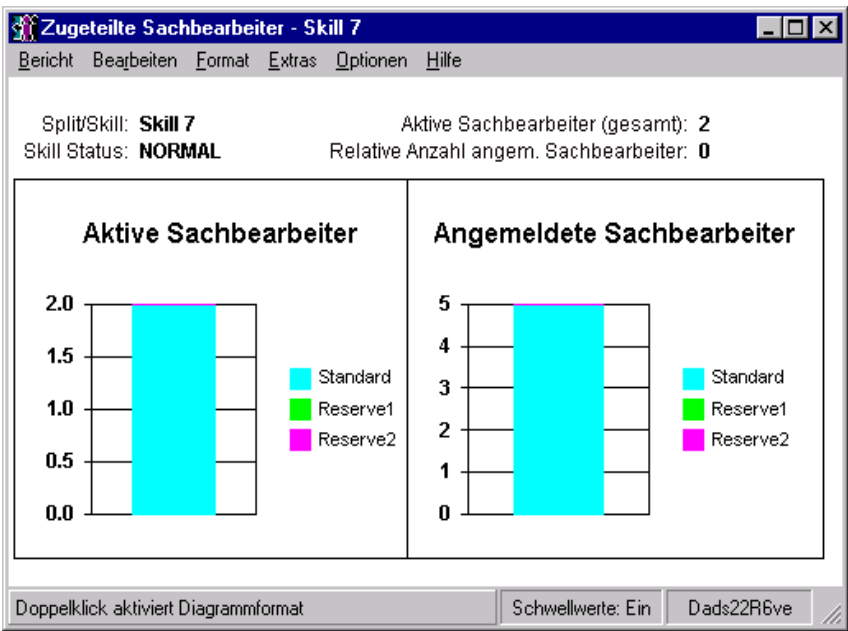 Zugeteilte Sachbearbeiter - Skill 7
Bericht Bearbeiten Format Extras Optionen Hilfe
Split/Skill: Skill 7 Aktive Sachbearbeiter (gesamt): 2
Skill Status: NORMAL Relative Anzahl angem. Sachbearbeiter: 0
Aktive Sachbearbeiter
2.0
1.5
1.0
0.5
0.0
Standard
Reserve1
Reserve2
Angemeldete Sachbearbeiter
5
4
3
2
1
0
Standard
Reserve1
Reserve2
Doppelklick aktiviert Diagrammformat Schwellwerte: Ein Dads22R6ve